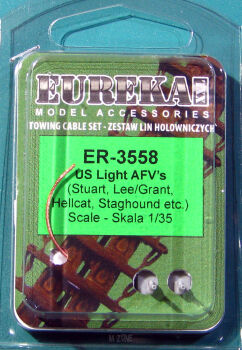 EUREKA
MODEL ACCESSORIES
TOWING CABLE SET - ZESTAW LIN HOLOWNICZYCH
ER-3558
US Light AFV's
(Stuart, Lee/Grant,
Hellcat, Staghound etc.)
Scale - Skala 1/35